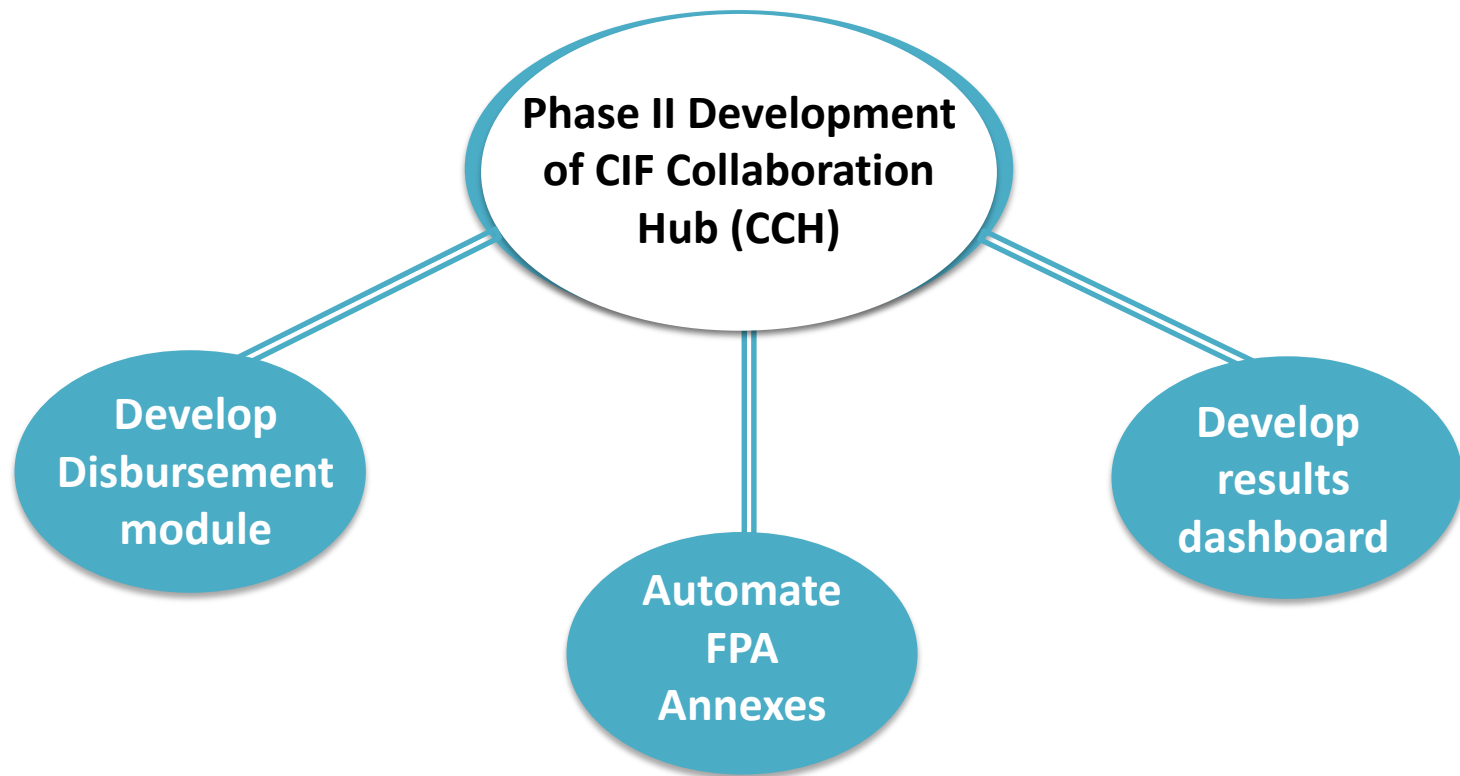 Phase II Development
of CIF Collaboration
Hub (CCH)
Develop
Disbursement
module
Automate
FPA
Annexes
Develop
results
dashboard